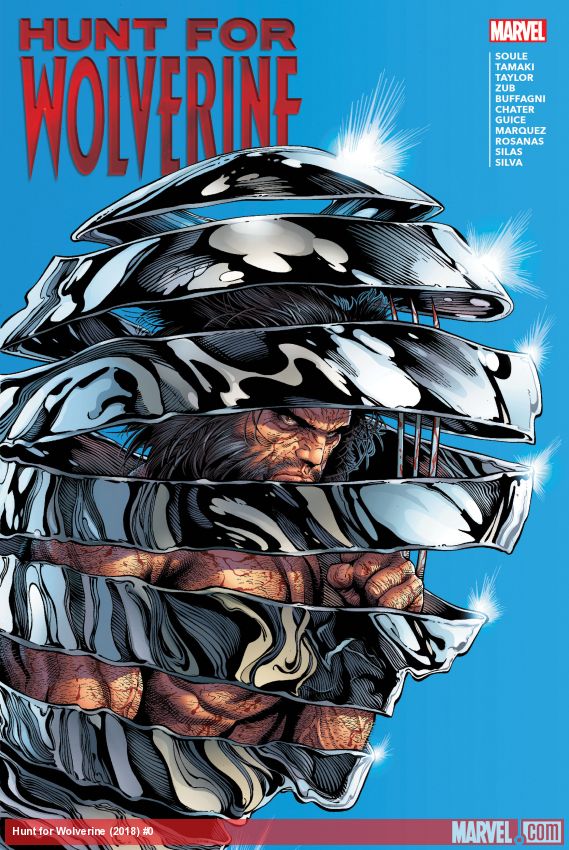 HUNT FOR
WOLVERINE
MARVEL
SOULE
TAMAKI
TAYLOR
ZUB
BUFFAGNI
CHATER
GUICE
MARQUEZ
ROSANAS
SILAS
SILVA
Hunt for Wolverine (2018) #0
MARVEL.com